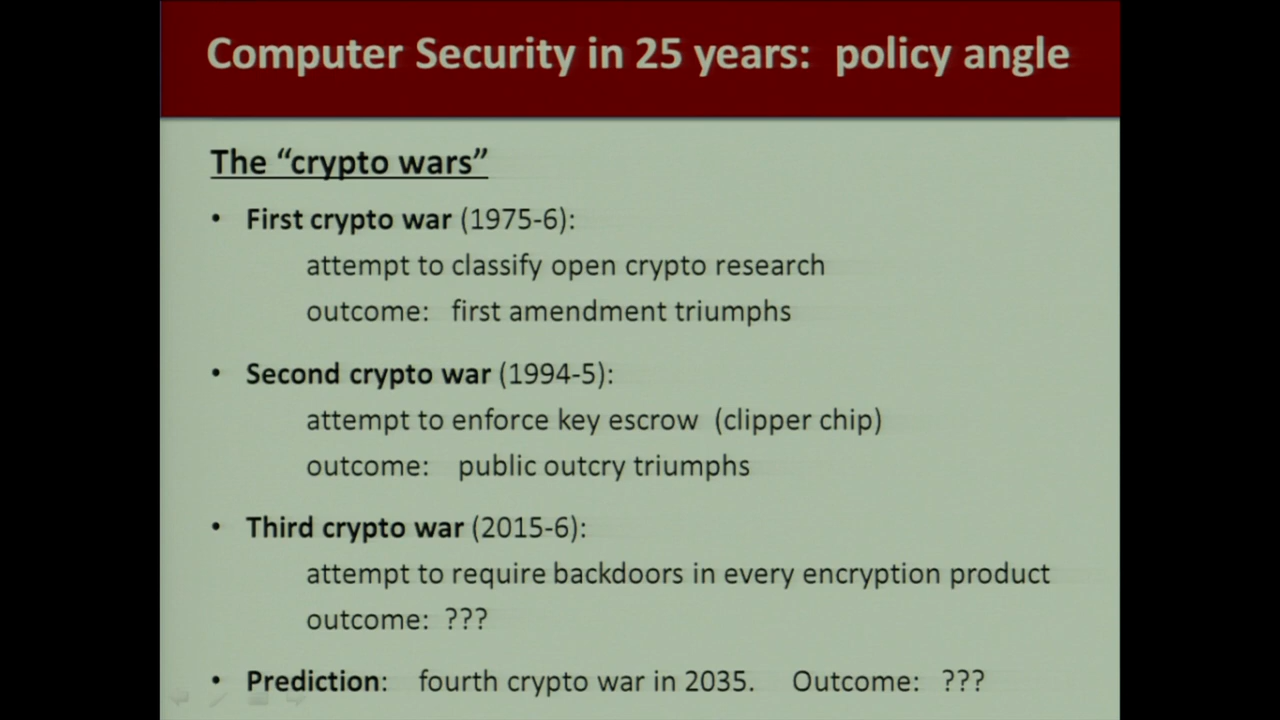 Computer Security in 25 years: policy angle
The “crypto wars”
• First crypto war (1975-6):
attempt to classify open crypto research
outcome: first amendment triumphs
• Second crypto war (1994-5):
attempt to enforce key escrow (clipper chip)
outcome: public outcry triumphs
• Third crypto war (2015-6):
attempt to require backdoors in every encryption product
outcome: ???
• Prediction: fourth crypto war in 2035. Outcome: ???